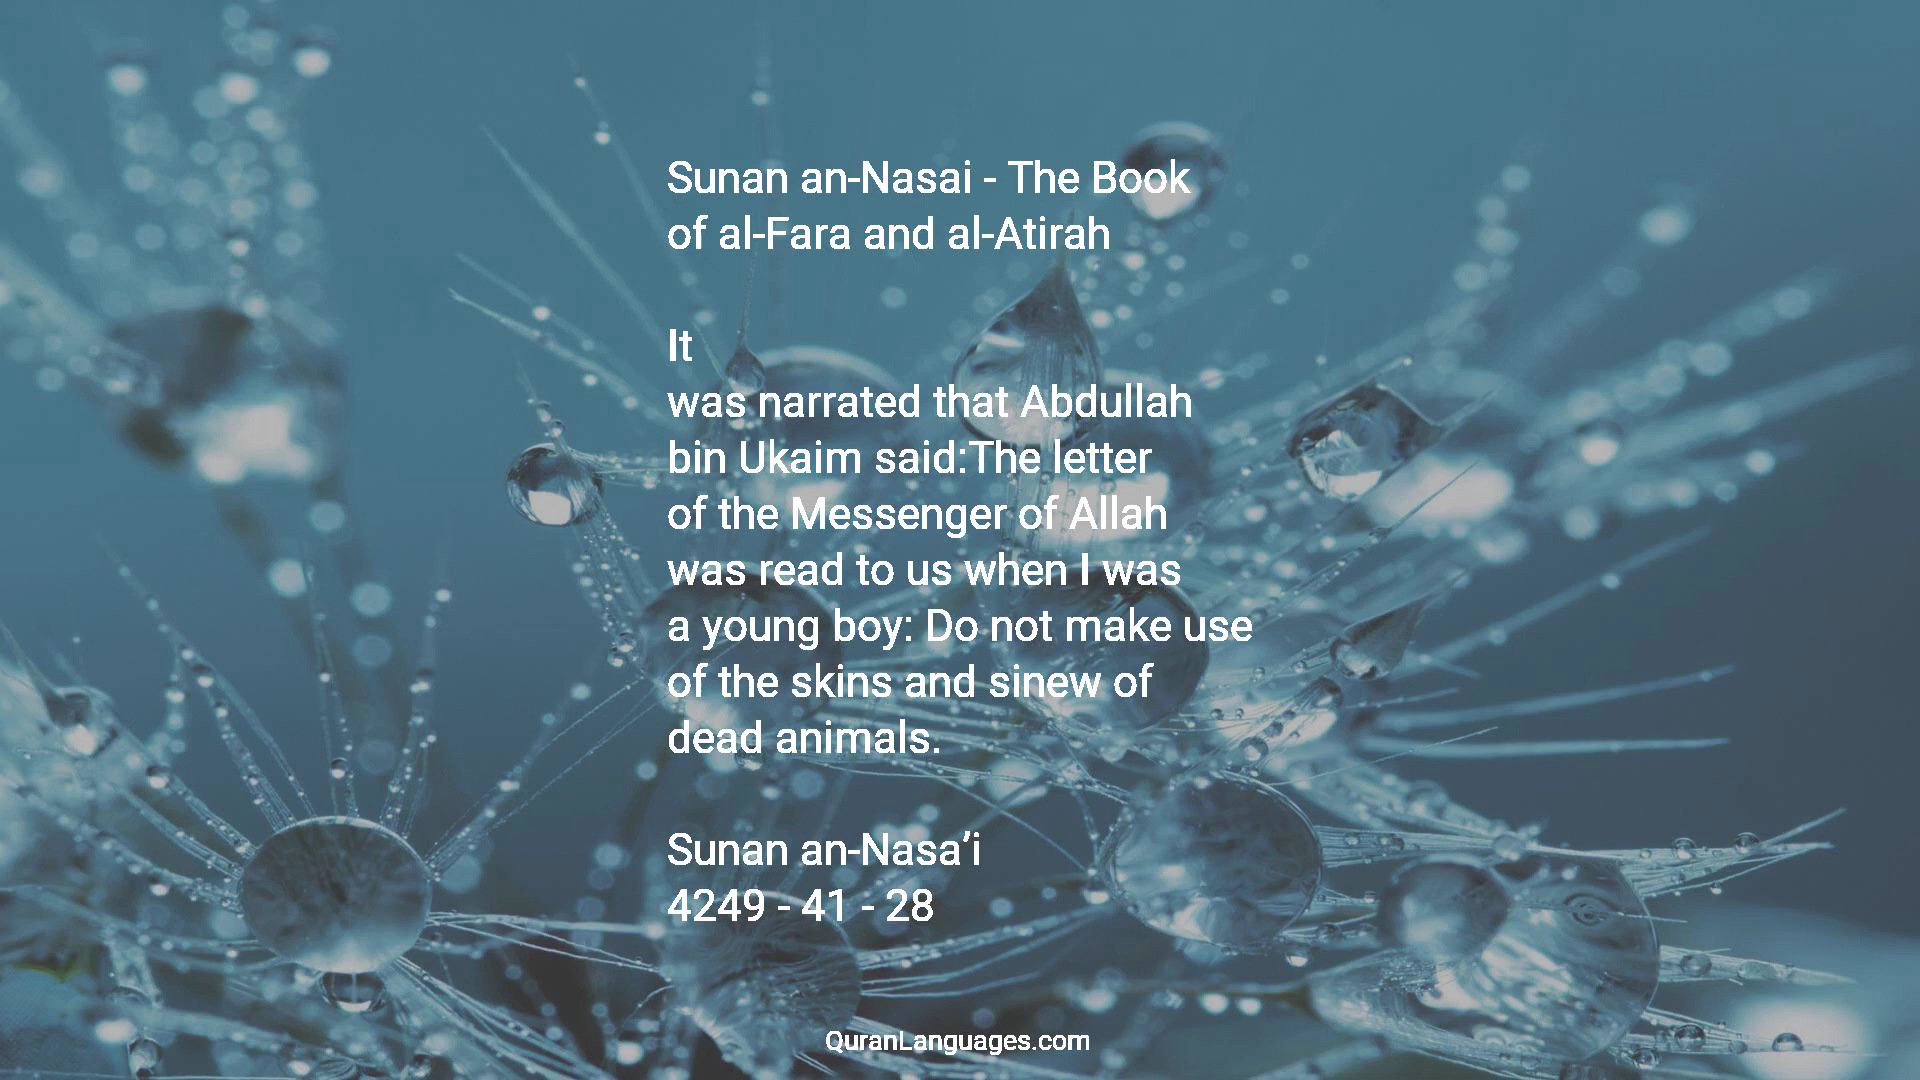 Sunan an-Nasai - The Book
of al-Fara and al-Atirah
It
was narrated that Abdullah
bin Ukaim said:The letter
of the Messenger of Allah
was read to us when I was
a young boy: Do not make use
of the skins and sinew of
dead animals.
Sunan an-Nasa’i
4249 - 41 - 28
QuranLanguages.com